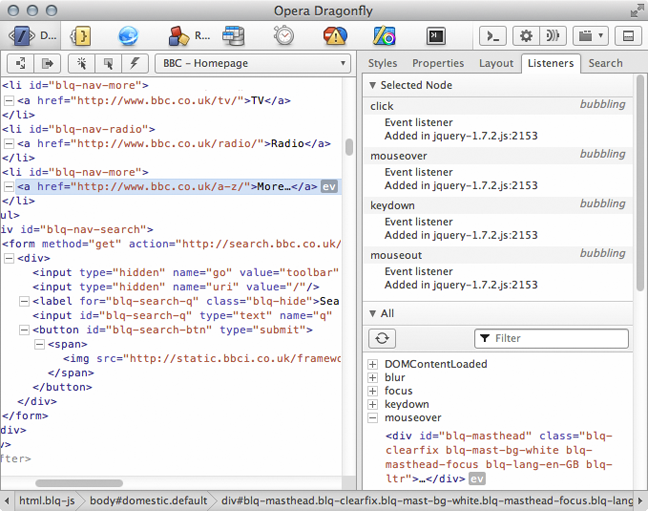 Opera Dragonfly
D...
R...
BBC – Homepage
<li id="blq-nav-more">
<a href="http://www.bbc.co.uk/tv/">TV</a>
</li>
<li id="blq-nav-radio">
<a href="http://www.bbc.co.uk/radio/">Radio</a>
</li>
<li id="blq-nav-more">
<a href="http://www.bbc.co.uk/a-z/">More…</a> ev
</li>
ul>
iv id="blq-nav-search">
<form method="get" action="http://search.bbc.co.uk/
<div>
<input type="hidden" name="go" value="toolbar"
<input type="hidden" name="uri" value="/"/>
<label for="blq-search-q" class="blq-hide">Sea
<input id="blq-search-q" type="text" name="q"
<button id="blq-search-btn" type="submit">
<span>
<img src="http://static.bbci.co.uk/framewo
</span>
</button>
</div>
</form>
div>
v>
fter>
Styles Properties Layout Listeners Search
Selected Node
click bubbling
Event listener
Added in jquery-1.7.2.js:2153
mouseover bubbling
Event listener
Added in jquery-1.7.2.js:2153
keydown bubbling
Event listener
Added in jquery-1.7.2.js:2153
mouseout bubbling
Event listener
Added in jquery-1.7.2.js:2153
All
Filter
DOMContentLoaded
blur
focus
keydown
mouseover
<div id="blq-masthead" class="blq-
clearfix blq-mast-bg-white blq-
masthead-focus blq-lang-en-GB blq-
ltr">…</div> ev
html.blq-js body#domestic.default div#blq-masthead.blq-clearfix.blq-mast-bg-white.blq-masthead-focus.blq-lang